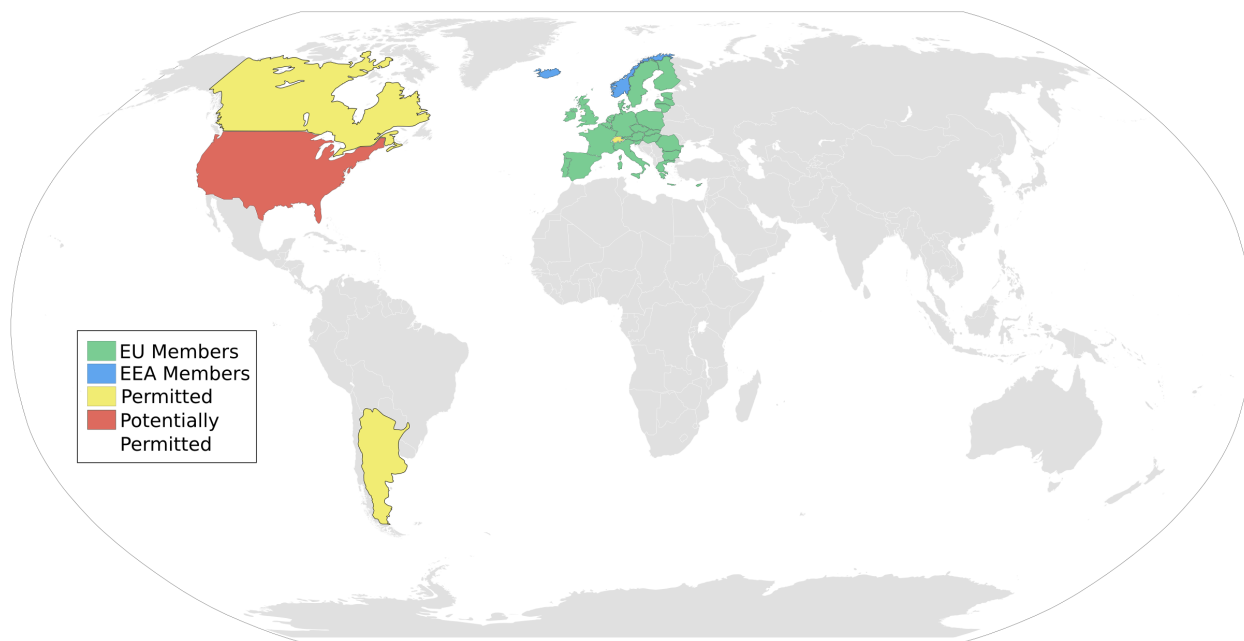 EU Members
EEA Members
Permitted
Potentially
Permitted